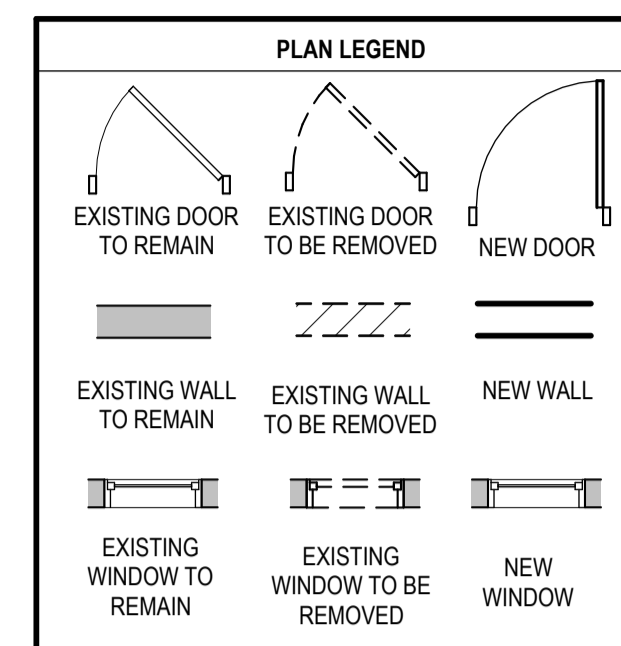 PLAN LEGEND
EXISTING DOOR
TO REMAIN
EXISTING DOOR
TO BE REMOVED
NEW DOOR
EXISTING WALL
TO REMAIN
EXISTING WALL
TO BE REMOVED
NEW WALL
EXISTING
WINDOW TO
REMAIN
EXISTING
WINDOW TO BE
REMOVED
NEW
WINDOW